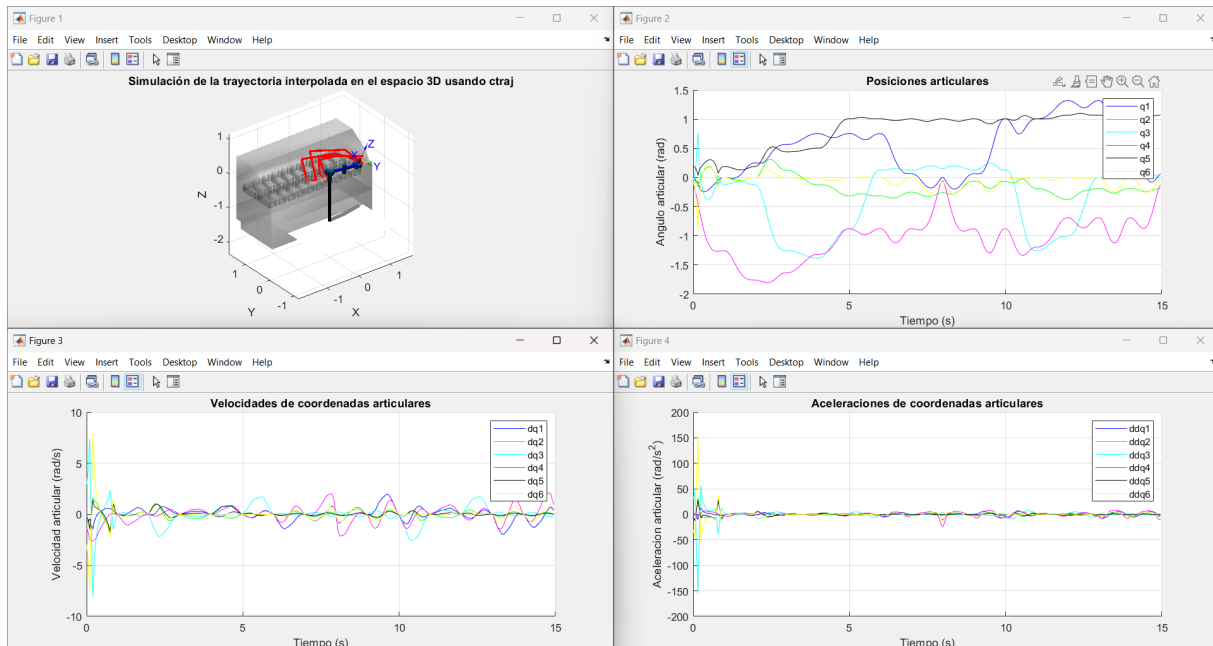 Figure 1
File Edit View Insert Tools Desktop Window Help
Simulación de la trayectoria interpolada en el espacio 3D usando ctraj
Z
X
Y
1
0
-1
-2
Z
1
0
-1
Y
-1
0
1
X
Figure 2
File Edit View Insert Tools Desktop Window Help
Posiciones articulares
1.5
1
0.5
0
-0.5
-1
-1.5
-2
Angulo articular (rad)
0 5 10 15
Tiempo (s)
q1
q2
q3
q4
q5
q6
Figure 3
File Edit View Insert Tools Desktop Window Help
Velocidades de coordenadas articulares
10
5
0
-5
-10
Velocidad articular (rad/s)
0 5 10 15
Tiempo (s)
dq1
dq2
dq3
dq4
dq5
dq6
Figure 4
File Edit View Insert Tools Desktop Window Help
Aceleraciones de coordenadas articulares
200
150
100
50
0
-50
-100
-150
-200
Aceleracion articular (rad/s²)
0 5 10 15
Tiempo (s)
ddq1
ddq2
ddq3
ddq4
ddq5
ddq6